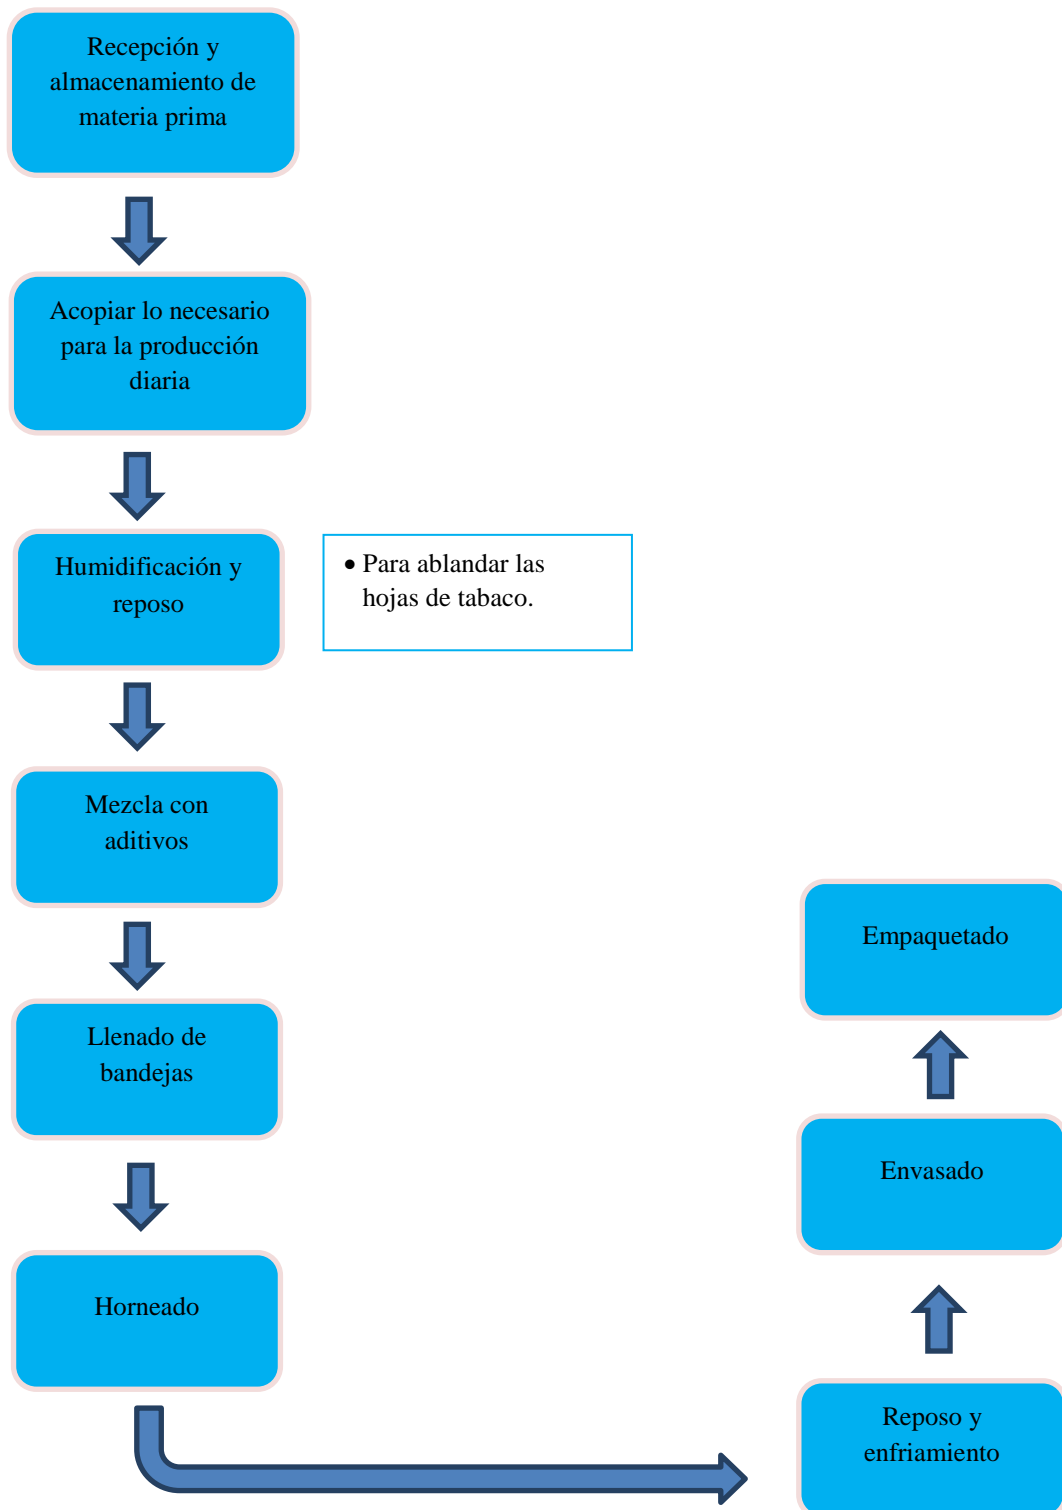 Recepción y
almacenamiento de
materia prima
Acopiar lo necesario
para la producción
diaria
Humidificación y
reposo
• Para ablandar las
hojas de tabaco.
Mezcla con
aditivos
Llenado de
bandejas
Horneado
Reposo y
enfriamiento
Envasado
Empaquetado